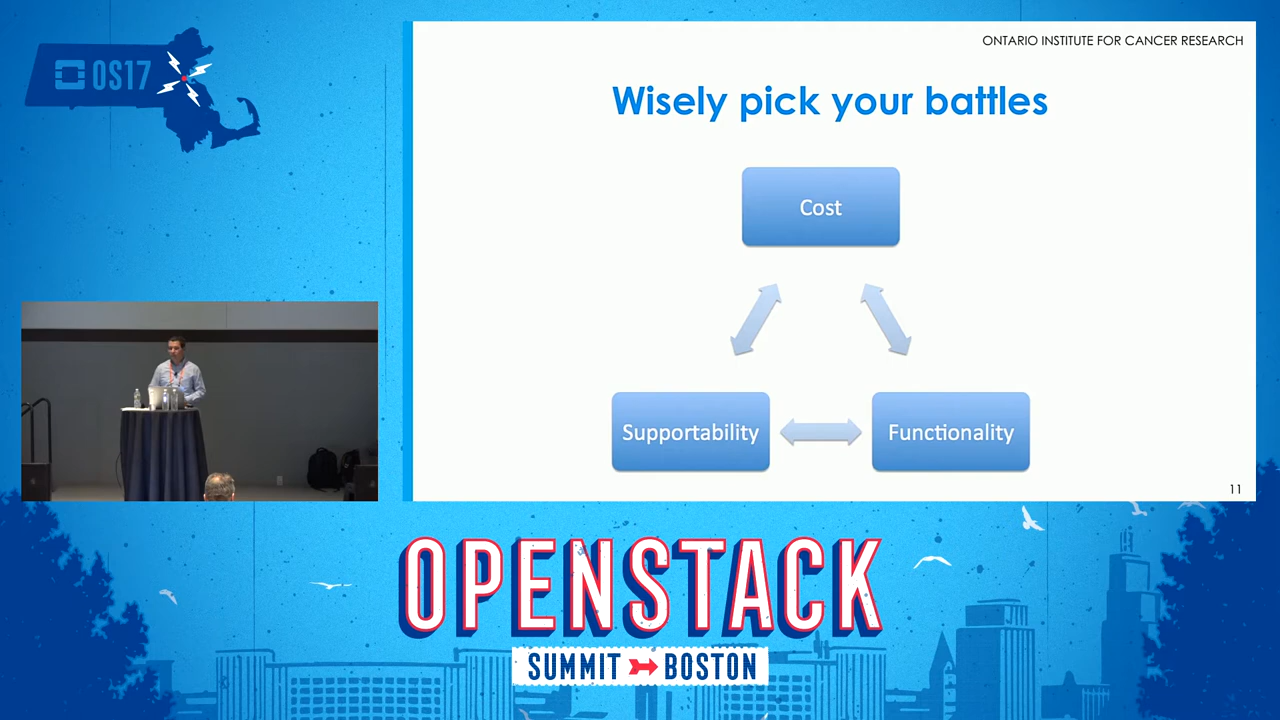 OS17
ONTARIO INSTITUTE FOR CANCER RESEARCH
Wisely pick your battles
Cost
Supportability
Functionality
11
OPENSTACK
SUMMIT BOSTON